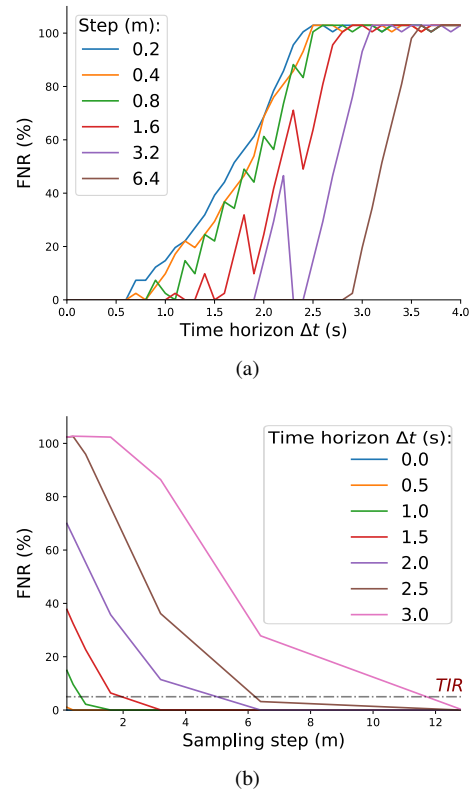 Step (m):
0.2
0.4
0.8
1.6
3.2
6.4
FNR (%)
100
80
60
40
20
0
0.0 0.5 1.0 1.5 2.0 2.5 3.0 3.5 4.0
Time horizon Δt (s)
(a)
Time horizon Δt (s):
0.0
0.5
1.0
1.5
2.0
2.5
3.0
FNR (%)
100
80
60
40
20
0
TIR
2 4 6 8 10 12
Sampling step (m)
(b)